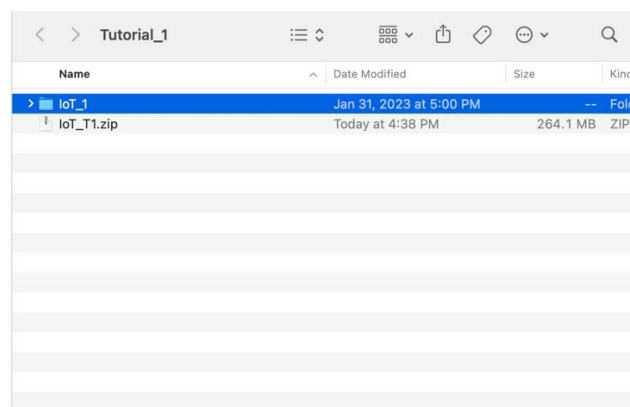 Tutorial_1
Name Date Modified Size Kind
IoT_1 Jan 31, 2023 at 5:00 PM -- Fol
IoT_T1.zip Today at 4:38 PM 264.1 MB ZIP